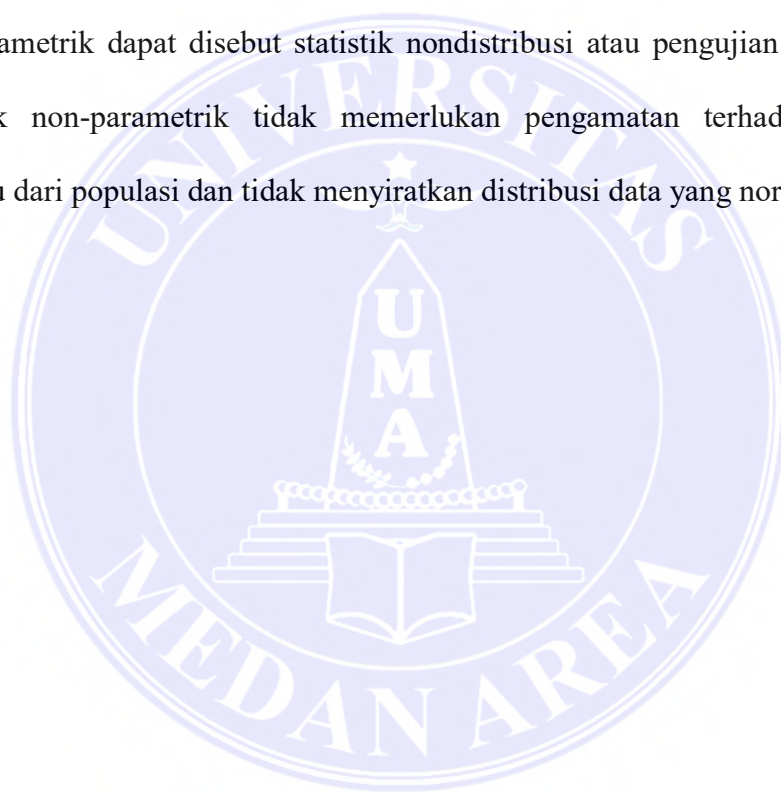 ametrik dapat disebut statistik nondistribusi atau pengujian
k non-parametrik tidak memerlukan pengamatan terhad
u dari populasi dan tidak menyiratkan distribusi data yang nor
UNIVERSITAS
U
M
A
MEDAN AREA